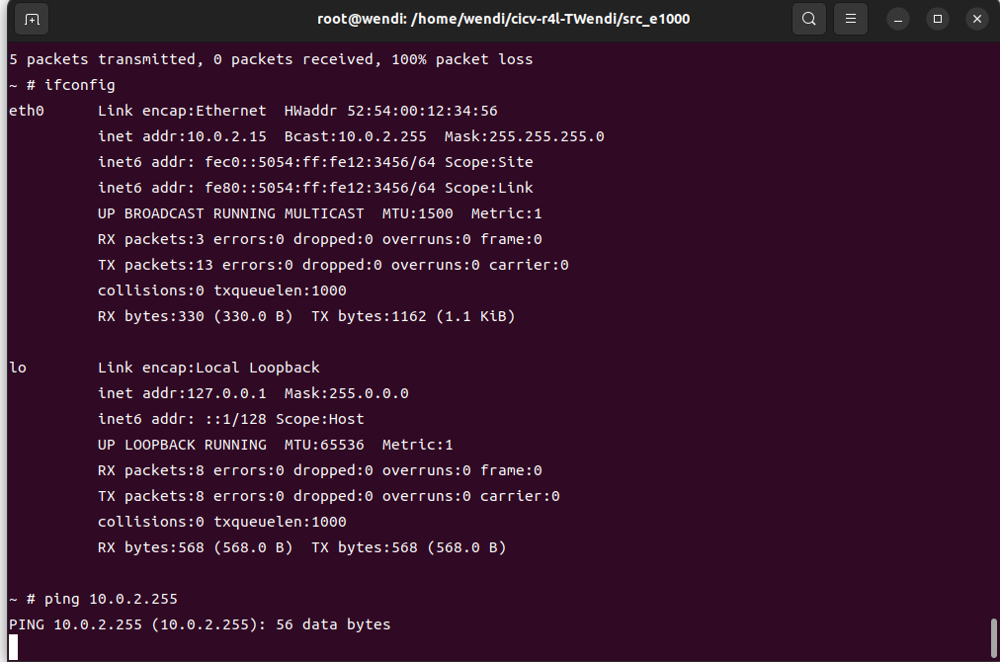 root@wendi: /home/wendi/cicv-r4l-TWendi/src_e1000
5 packets transmitted, 0 packets received, 100% packet loss
~ # ifconfig
eth0      Link encap:Ethernet  HWaddr 52:54:00:12:34:56
          inet addr:10.0.2.15  Bcast:10.0.2.255  Mask:255.255.255.0
          inet6 addr: fec0::5054:ff:fe12:3456/64 Scope:Site
          inet6 addr: fe80::5054:ff:fe12:3456/64 Scope:Link
          UP BROADCAST RUNNING MULTICAST  MTU:1500  Metric:1
          RX packets:3 errors:0 dropped:0 overruns:0 frame:0
          TX packets:13 errors:0 dropped:0 overruns:0 carrier:0
          collisions:0 txqueuelen:1000
          RX bytes:330 (330.0 B)  TX bytes:1162 (1.1 KiB)
lo        Link encap:Local Loopback
          inet addr:127.0.0.1  Mask:255.0.0.0
          inet6 addr: ::1/128 Scope:Host
          UP LOOPBACK RUNNING  MTU:65536  Metric:1
          RX packets:8 errors:0 dropped:0 overruns:0 frame:0
          TX packets:8 errors:0 dropped:0 overruns:0 carrier:0
          collisions:0 txqueuelen:1000
          RX bytes:568 (568.0 B)  TX bytes:568 (568.0 B)
~ # ping 10.0.2.255
PING 10.0.2.255 (10.0.2.255): 56 data bytes